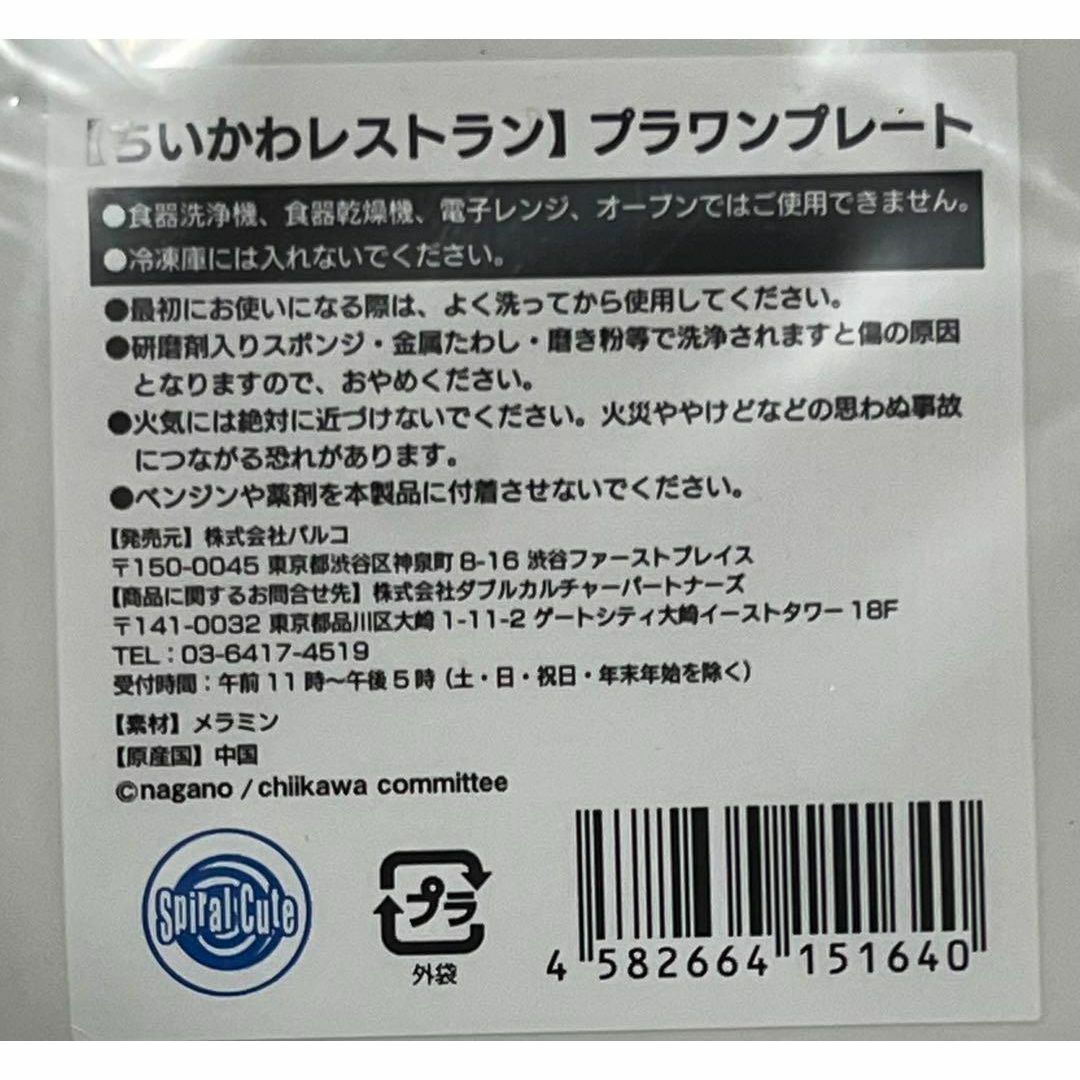 【ちいかわレストラン】プラワンプレート
●食器洗浄機、食器乾燥機、電子レンジ、オーブンではご使用できません。
●冷凍庫には入れないでください。
●最初にお使いになる際は、よく洗ってから使用してください。
●研磨剤入りスポンジ・金属たわし・磨き粉等で洗浄されますと傷の原因
となりますので、おやめください。
●火気には絶対に近づけないでください。火災ややけどなどの思わぬ事故
につながる恐れがあります。
●ベンジンや薬剤を本製品に付着させないでください。
【発売元】株式会社パルコ
〒150-0045 東京都渋谷区神泉町8-16 渋谷ファーストプレイス
【商品に関するお問合せ先】株式会社ダブルカルチャーパートナーズ
〒141-0032 東京都品川区大崎1-11-2 ゲートシティ大崎イーストタワー18F
TEL：03-6417-4519
受付時間：午前11時〜午後5時（土・日・祝日・年末年始を除く）
【素材】メラミン
【原産国】中国
©nagano / chiikawa committee
Spiral Cute
プラ
外袋
4 582664 151640